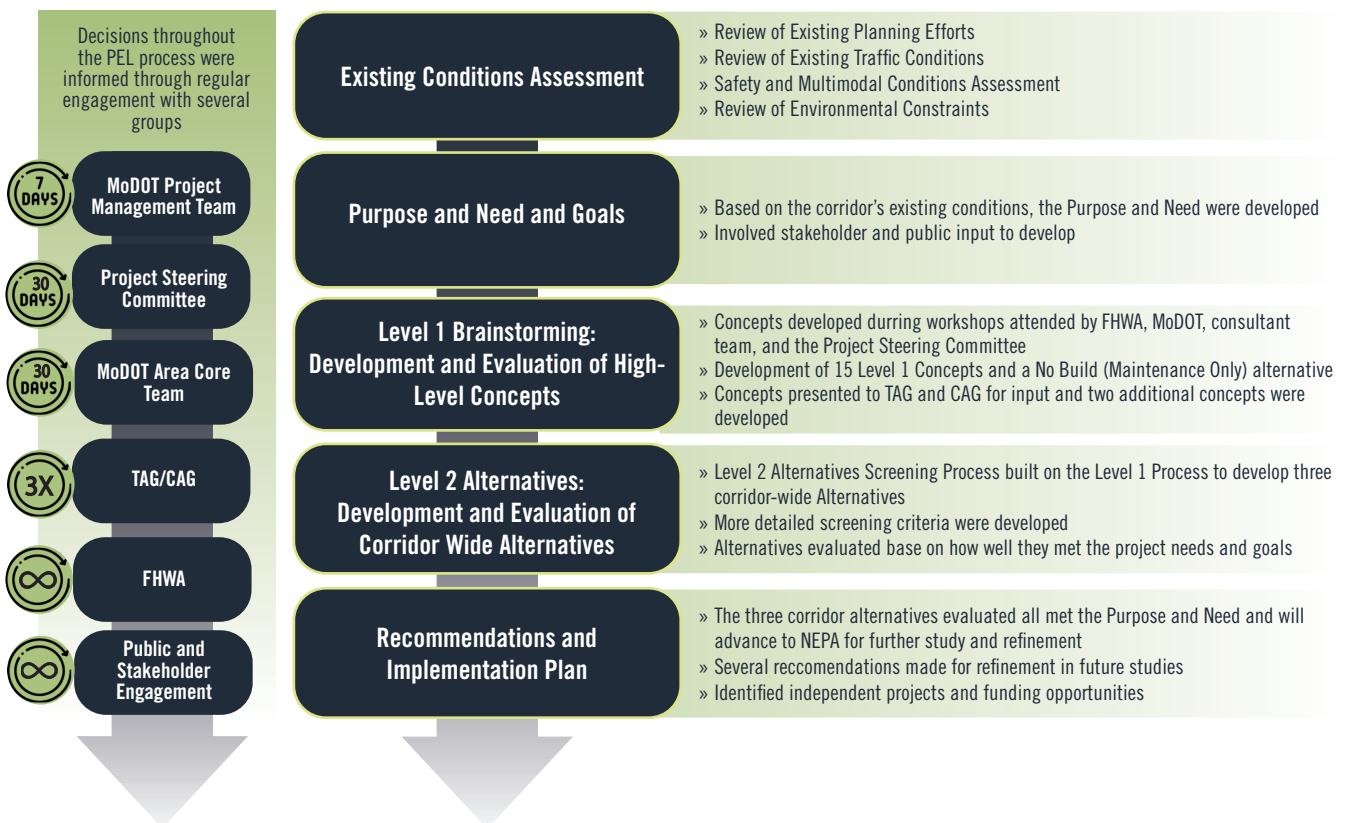 Decisions throughout
the PEL process were
informed through regular
engagement with several
groups
7
DAYS
MoDOT Project
Management Team
30
DAYS
Project Steering
Committee
30
DAYS
MoDOT Area Core
Team
3X
TAG/CAG
∞
FHWA
∞
Public and
Stakeholder
Engagement
Existing Conditions Assessment
» Review of Existing Planning Efforts
» Review of Existing Traffic Conditions
» Safety and Multimodal Conditions Assessment
» Review of Environmental Constraints
Purpose and Need and Goals
» Based on the corridor's existing conditions, the Purpose and Need were developed
» Involved stakeholder and public input to develop
Level 1 Brainstorming:
Development and Evaluation of High-
Level Concepts
» Concepts developed durring workshops attended by FHWA, MoDOT, consultant
team, and the Project Steering Committee
» Development of 15 Level 1 Concepts and a No Build (Maintenance Only) alternative
» Concepts presented to TAG and CAG for input and two additional concepts were
developed
Level 2 Alternatives:
Development and Evaluation of
Corridor Wide Alternatives
» Level 2 Alternatives Screening Process built on the Level 1 Process to develop three
corridor-wide Alternatives
» More detailed screening criteria were developed
» Alternatives evaluated base on how well they met the project needs and goals
Recommendations and
Implementation Plan
» The three corridor alternatives evaluated all met the Purpose and Need and will
advance to NEPA for further study and refinement
» Several reccomendations made for refinement in future studies
» Identified independent projects and funding opportunities